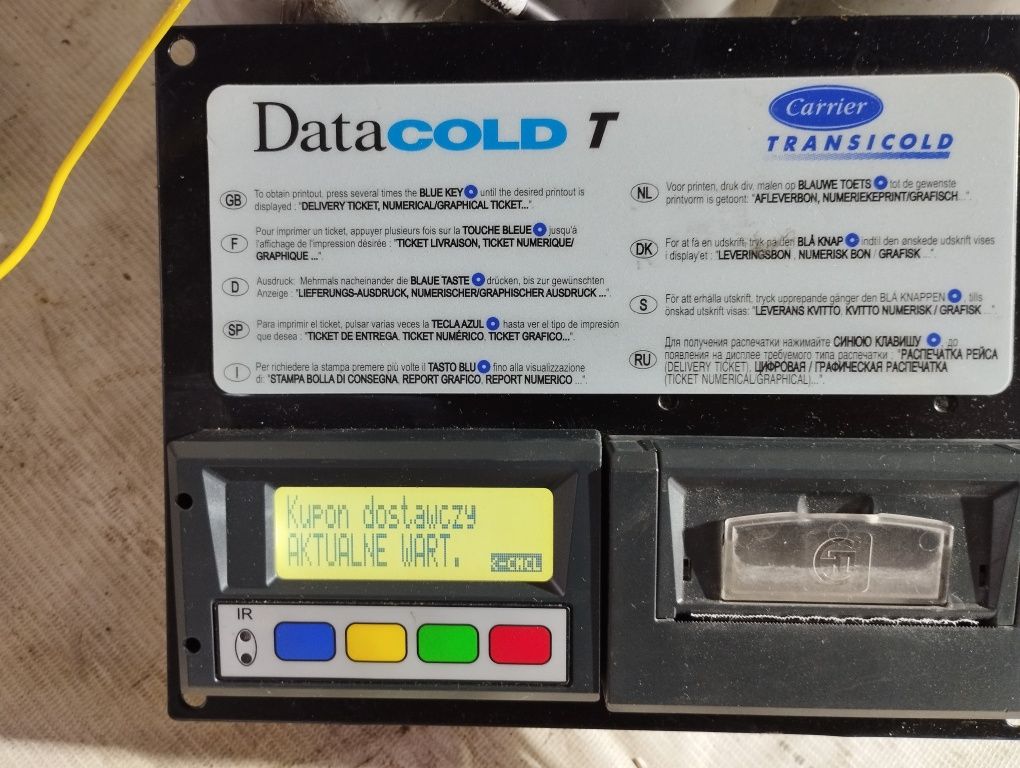 DataCOLD T
Carrier
TRANSICOLD
GB
To obtain printout, press several times the BLUE KEY until the desired printout is
displayed : "DELIVERY TICKET, NUMERICAL/GRAPHICAL TICKET...".
F
Pour imprimer un ticket, appuyer plusieurs fois sur la TOUCHE BLEUE jusqu'à
l'affichage de l'impression désirée : "TICKET LIVRAISON, TICKET NUMERIQUE/
GRAPHIQUE ...".
D
Ausdruck: Mehrmals nacheinander die BLAUE TASTE drücken, bis zur gewünschten
Anzeige : "LIEFERUNGS-AUSDRUCK, NUMERISCHER/GRAPHISCHER AUSDRUCK ...".
SP
Para imprimir el ticket, pulsar varias veces la TECLA AZUL hasta ver el tipo de impresión
que desea : "TICKET DE ENTREGA, TICKET NUMÉRICO, TICKET GRAFICO...".
I
Per richiedere la stampa premere più volte il TASTO BLU fino alla visualizzazione
di: "STAMPA BOLLA DI CONSEGNA, REPORT GRAFICO, REPORT NUMERICO ...".
NL
Voor printen, druk div. malen op BLAUWE TOETS tot de gewenste
printvorm is getoont: "AFLEVERBON, NUMERIEKEPRINT/GRAFISCH...".
DK
For at få en udskrift, tryk på den BLÅ KNAP indtil den ønskede udskrift vises
i display'et : "LEVERINGSBON , NUMERISK BON / GRAFISK ...".
S
För att erhålla utskrift, tryck upprepande gånger den BLÅ KNAPPEN , tills
önskad utskrift visas: "LEVERANS KVITTO, KVITTO NUMERISK / GRAFISK ...".
RU
Для получения распечатки нажимайте СИНЮЮ КЛАВИШУ , до
появления на дисплее требуемого типа распечатки : "РАСПЕЧАТКА РЕЙСА
(DELIVERY TICKET), ЦИФРОВАЯ / ГРАФИЧЕСКАЯ РАСПЕЧАТКА
(TICKET NUMERICAL/GRAPHICAL)...".
Kupon dostawczy
AKTUALNE WART.
IR